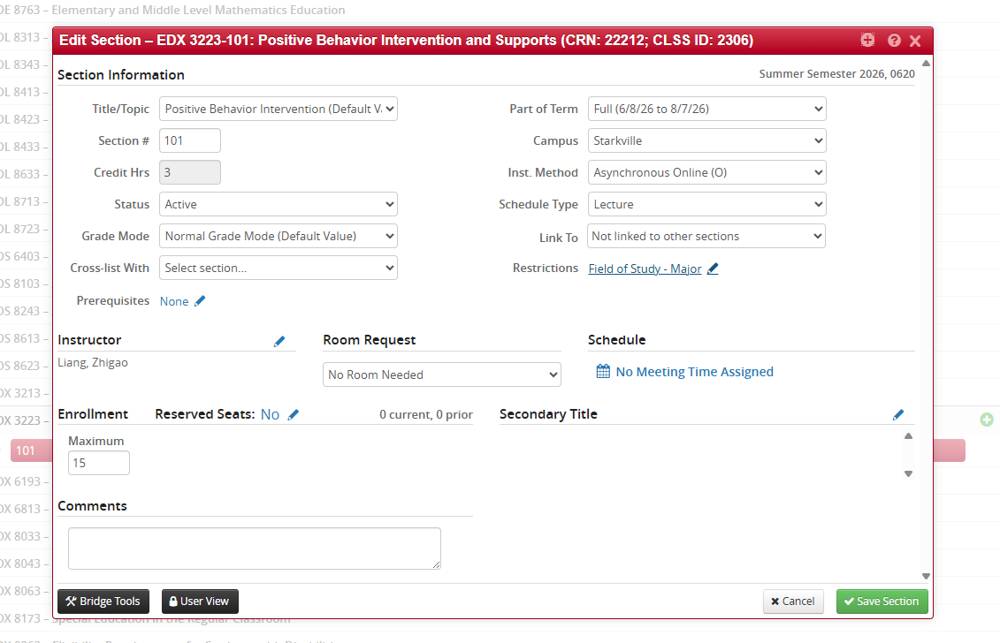 DE 8763 – Elementary and Middle Level Mathematics Education
DL 8313 –
DL 8343 –
DL 8413 –
DL 8423 –
DL 8433 –
DL 8633 –
DL 8713 –
DL 8723 –
DS 6403 –
DS 8103 –
DS 8243 –
DS 8613 –
DS 8623 –
DX 3213 –
DX 3223 –
101
DX 6193 –
DX 6813 –
DX 8033 –
DX 8043 –
DX 8063 –
DX 8173 – Special Education in the Regular Classroom
Edit Section – EDX 3223-101: Positive Behavior Intervention and Supports (CRN: 22212; CLSS ID: 2306)
Section Information
Summer Semester 2026, 0620
Title/Topic Positive Behavior Intervention (Default V
Part of Term Full (6/8/26 to 8/7/26)
Section # 101
Campus Starkville
Credit Hrs 3
Inst. Method Asynchronous Online (O)
Status Active
Schedule Type Lecture
Grade Mode Normal Grade Mode (Default Value)
Link To Not linked to other sections
Cross-list With Select section...
Restrictions Field of Study - Major
Prerequisites None
Instructor
Liang, Zhigao
Room Request
No Room Needed
Schedule
No Meeting Time Assigned
Enrollment Reserved Seats: No 0 current, 0 prior
Maximum
15
Secondary Title
Comments
Bridge Tools User View Cancel Save Section